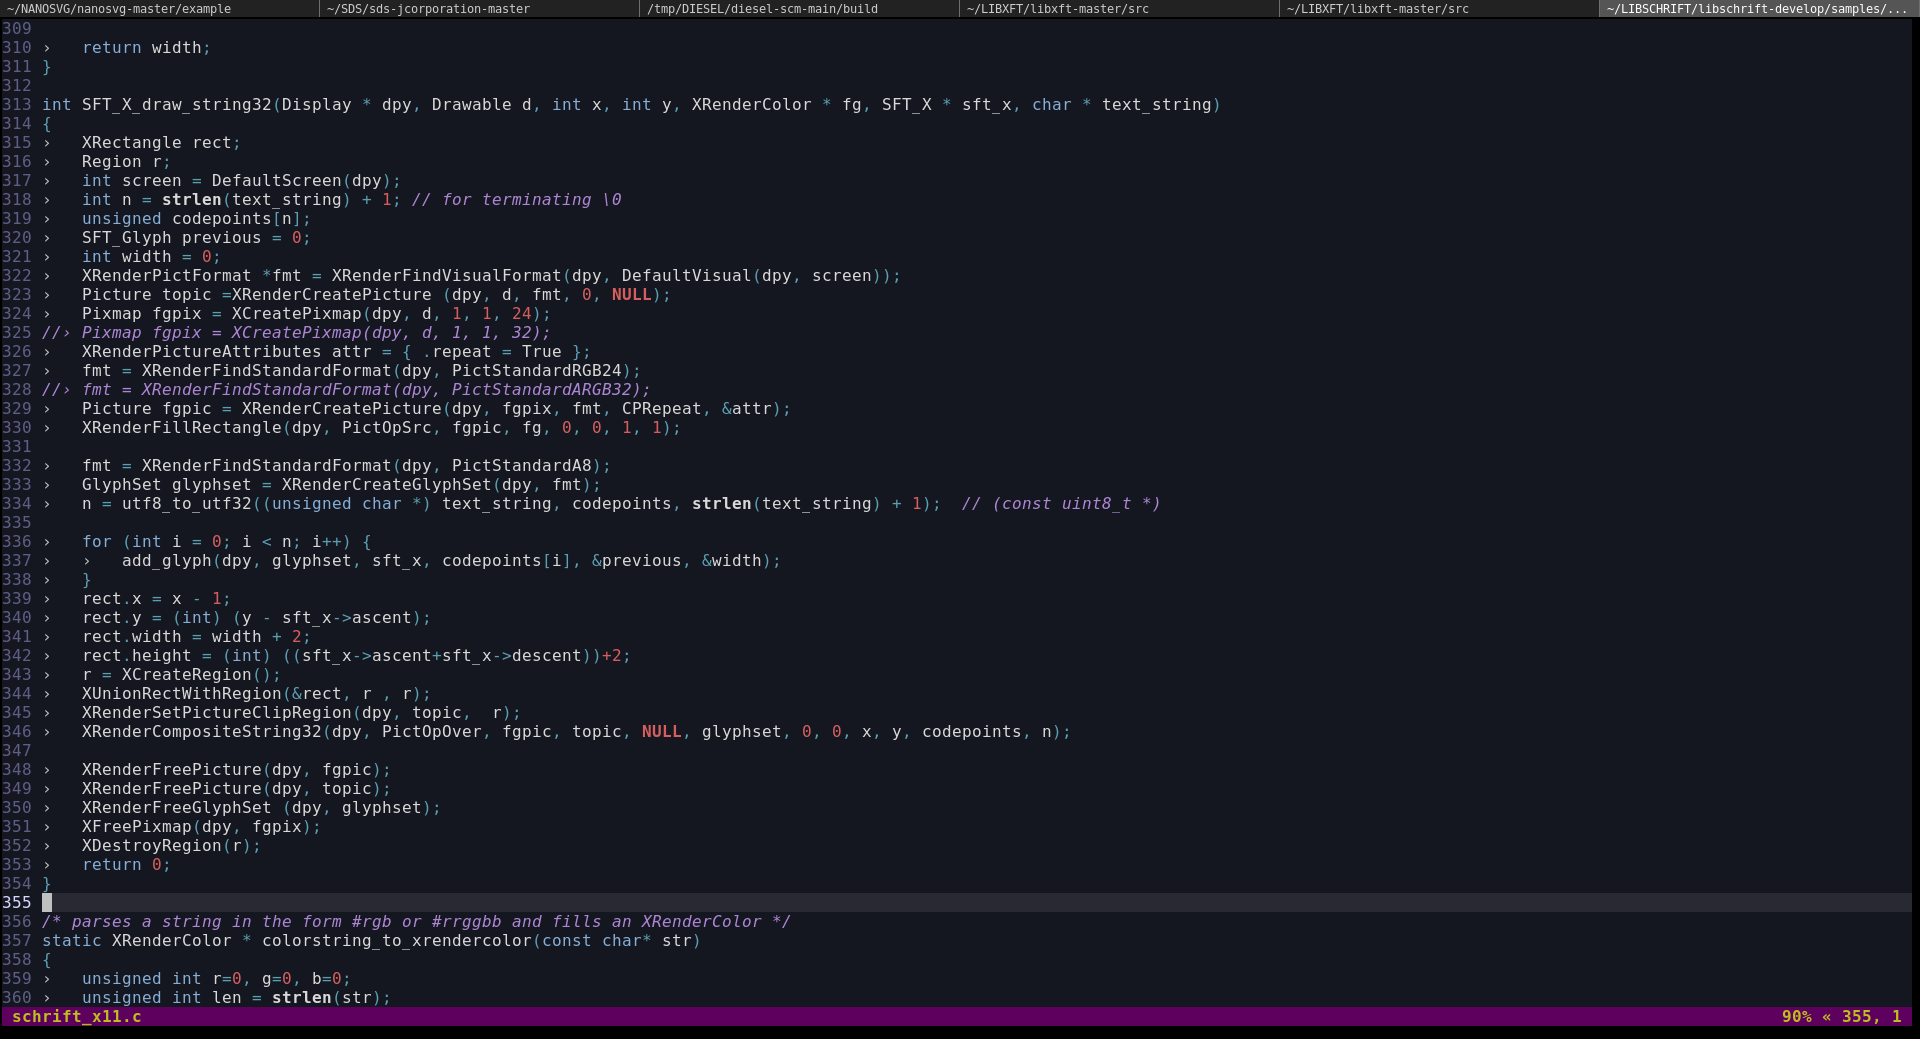 ~/NANOSVG/nanosvg-master/example ~/SDS/sds-jcorporation-master /tmp/DIESEL/diesel-scm-main/build ~/LIBXFT/libxft-master/src ~/LIBXFT/libxft-master/src ~/LIBSCHRIFT/libschrift-develop/samples/...
309
310 ›   return width;
311 }
312
313 int SFT_X_draw_string32(Display * dpy, Drawable d, int x, int y, XRenderColor * fg, SFT_X * sft_x, char * text_string)
314 {
315 ›   XRectangle rect;
316 ›   Region r;
317 ›   int screen = DefaultScreen(dpy);
318 ›   int n = strlen(text_string) + 1; // for terminating \0
319 ›   unsigned codepoints[n];
320 ›   SFT_Glyph previous = 0;
321 ›   int width = 0;
322 ›   XRenderPictFormat *fmt = XRenderFindVisualFormat(dpy, DefaultVisual(dpy, screen));
323 ›   Picture topic =XRenderCreatePicture (dpy, d, fmt, 0, NULL);
324 ›   Pixmap fgpix = XCreatePixmap(dpy, d, 1, 1, 24);
325 //› Pixmap fgpix = XCreatePixmap(dpy, d, 1, 1, 32);
326 ›   XRenderPictureAttributes attr = { .repeat = True };
327 ›   fmt = XRenderFindStandardFormat(dpy, PictStandardRGB24);
328 //› fmt = XRenderFindStandardFormat(dpy, PictStandardARGB32);
329 ›   Picture fgpic = XRenderCreatePicture(dpy, fgpix, fmt, CPRepeat, &attr);
330 ›   XRenderFillRectangle(dpy, PictOpSrc, fgpic, fg, 0, 0, 1, 1);
331
332 ›   fmt = XRenderFindStandardFormat(dpy, PictStandardA8);
333 ›   GlyphSet glyphset = XRenderCreateGlyphSet(dpy, fmt);
334 ›   n = utf8_to_utf32((unsigned char *) text_string, codepoints, strlen(text_string) + 1);  // (const uint8_t *)
335
336 ›   for (int i = 0; i < n; i++) {
337 ›   ›   add_glyph(dpy, glyphset, sft_x, codepoints[i], &previous, &width);
338 ›   }
339 ›   rect.x = x - 1;
340 ›   rect.y = (int) (y - sft_x->ascent);
341 ›   rect.width = width + 2;
342 ›   rect.height = (int) ((sft_x->ascent+sft_x->descent))+2;
343 ›   r = XCreateRegion();
344 ›   XUnionRectWithRegion(&rect, r , r);
345 ›   XRenderSetPictureClipRegion(dpy, topic,  r);
346 ›   XRenderCompositeString32(dpy, PictOpOver, fgpic, topic, NULL, glyphset, 0, 0, x, y, codepoints, n);
347
348 ›   XRenderFreePicture(dpy, fgpic);
349 ›   XRenderFreePicture(dpy, topic);
350 ›   XRenderFreeGlyphSet (dpy, glyphset);
351 ›   XFreePixmap(dpy, fgpix);
352 ›   XDestroyRegion(r);
353 ›   return 0;
354 }
355
356 /* parses a string in the form #rgb or #rrggbb and fills an XRenderColor */
357 static XRenderColor * colorstring_to_xrendercolor(const char* str)
358 {
359 ›   unsigned int r=0, g=0, b=0;
360 ›   unsigned int len = strlen(str);
schrift_x11.c 90% « 355, 1